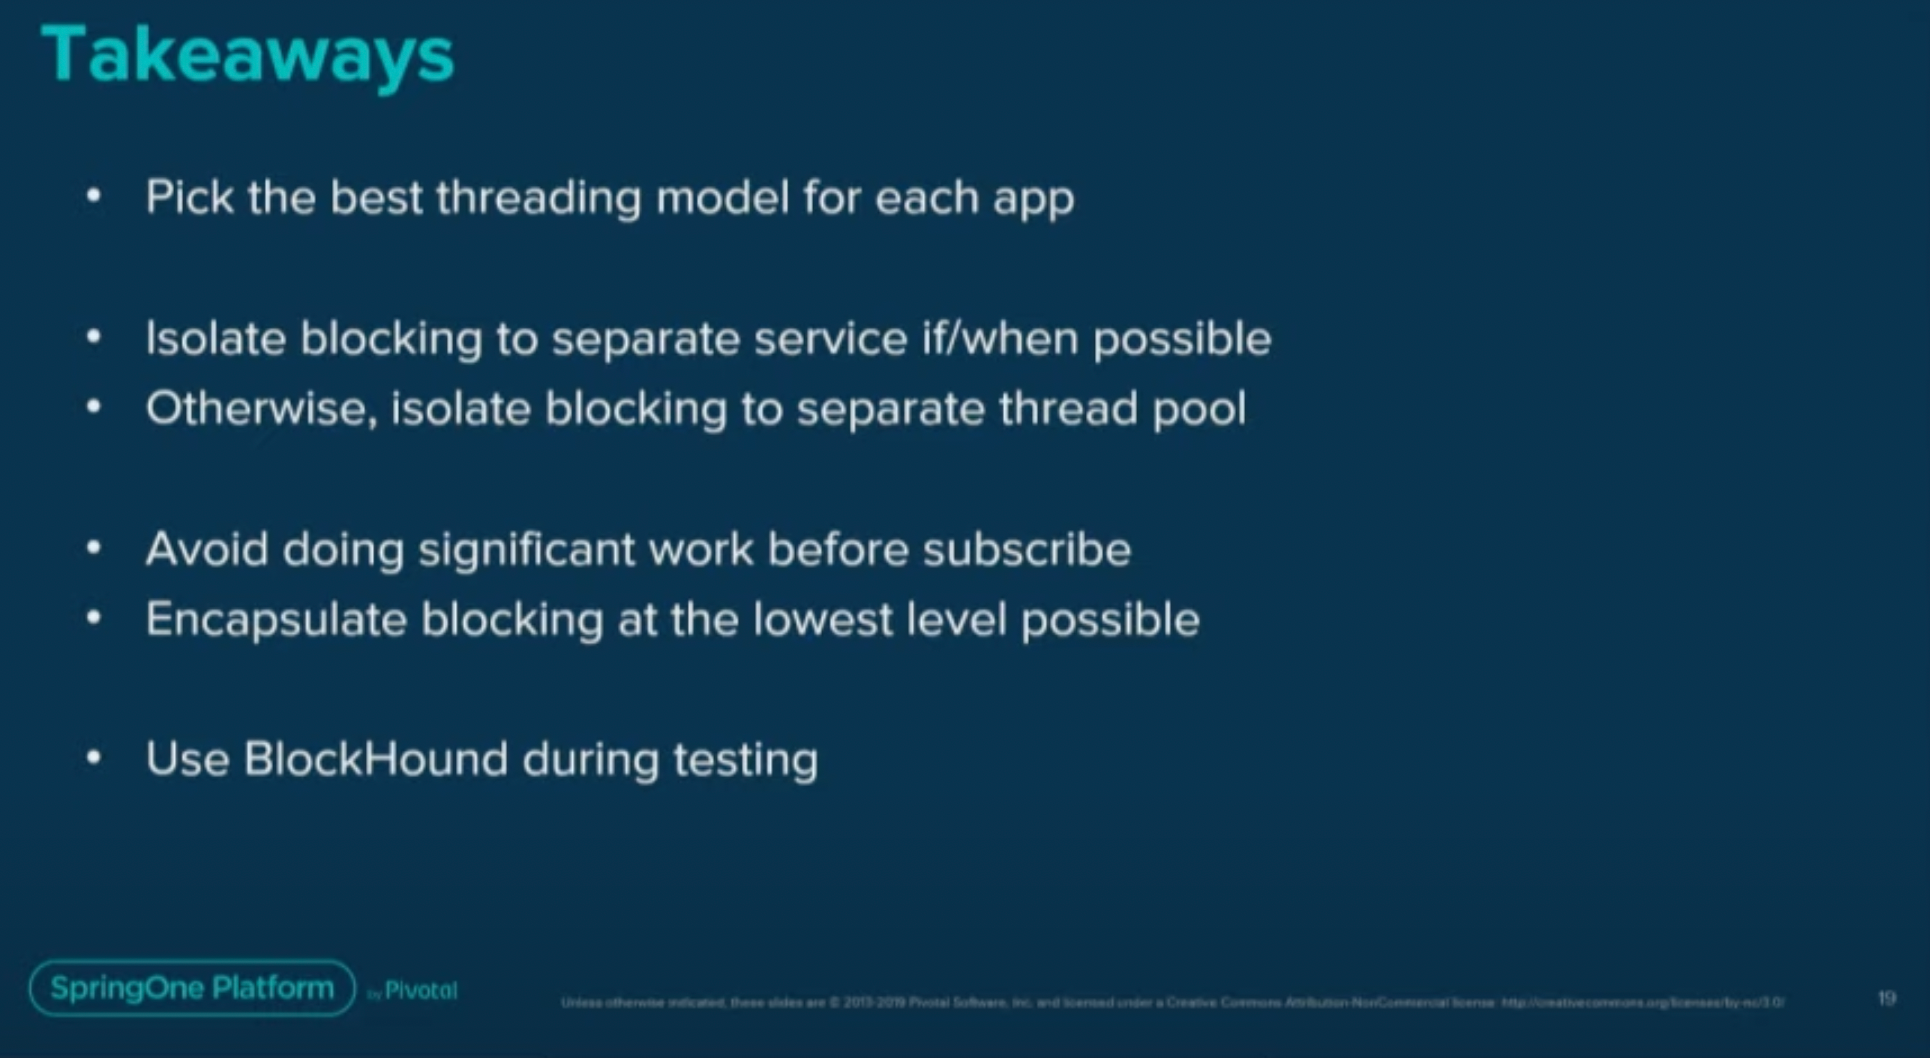 Takeaways
• Pick the best threading model for each app
• Isolate blocking to separate service if/when possible
• Otherwise, isolate blocking to separate thread pool
• Avoid doing significant work before subscribe
• Encapsulate blocking at the lowest level possible
• Use BlockHound during testing
SpringOne Platform by Pivotal
Unless otherwise indicated, these slides are © 2013-2019 Pivotal Software, Inc. and licensed under a Creative Commons Attribution-NonCommercial license: http://creativecommons.org/licenses/by-nc/3.0/
19